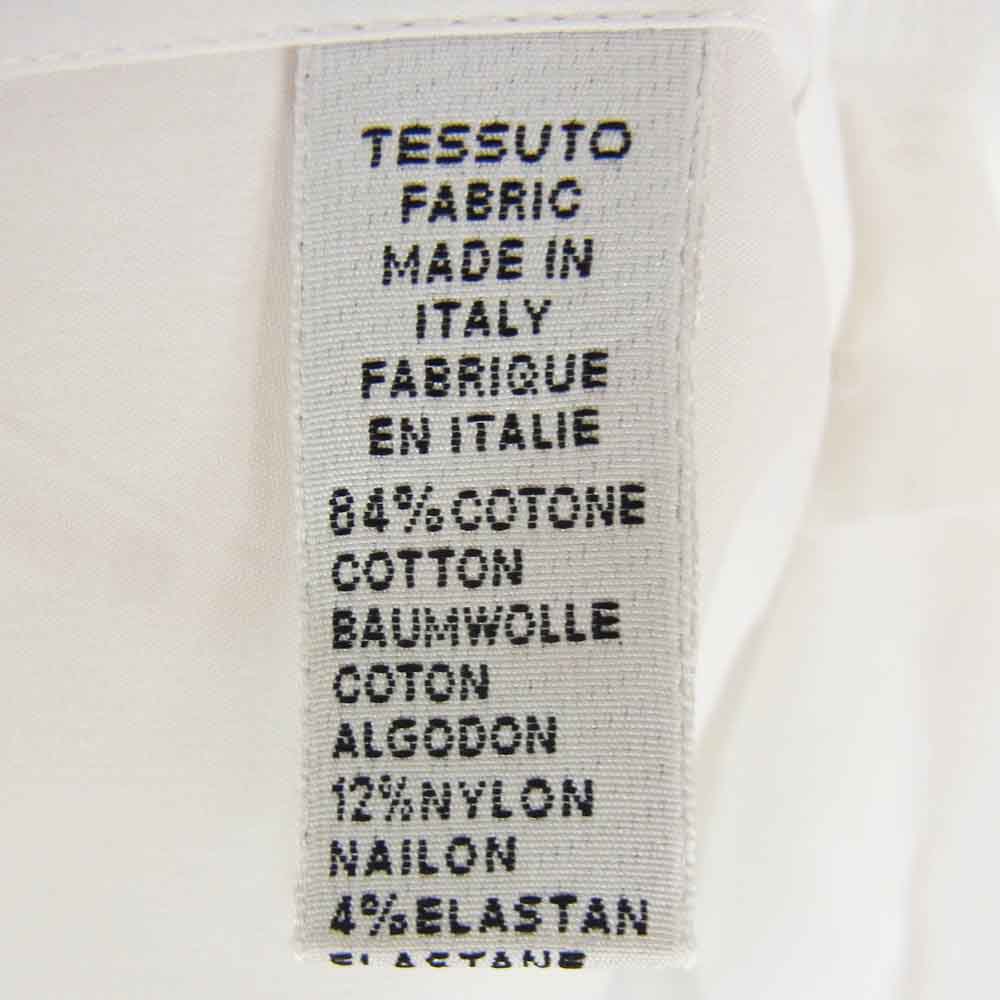 TESSUTO
FABRIC
MADE IN
ITALY
FABRIQUE
EN ITALIE
84% COTONE
COTTON
BAUMWOLLE
COTON
ALGODON
12% NYLON
NAILON
4% ELASTAN
ELASTANE